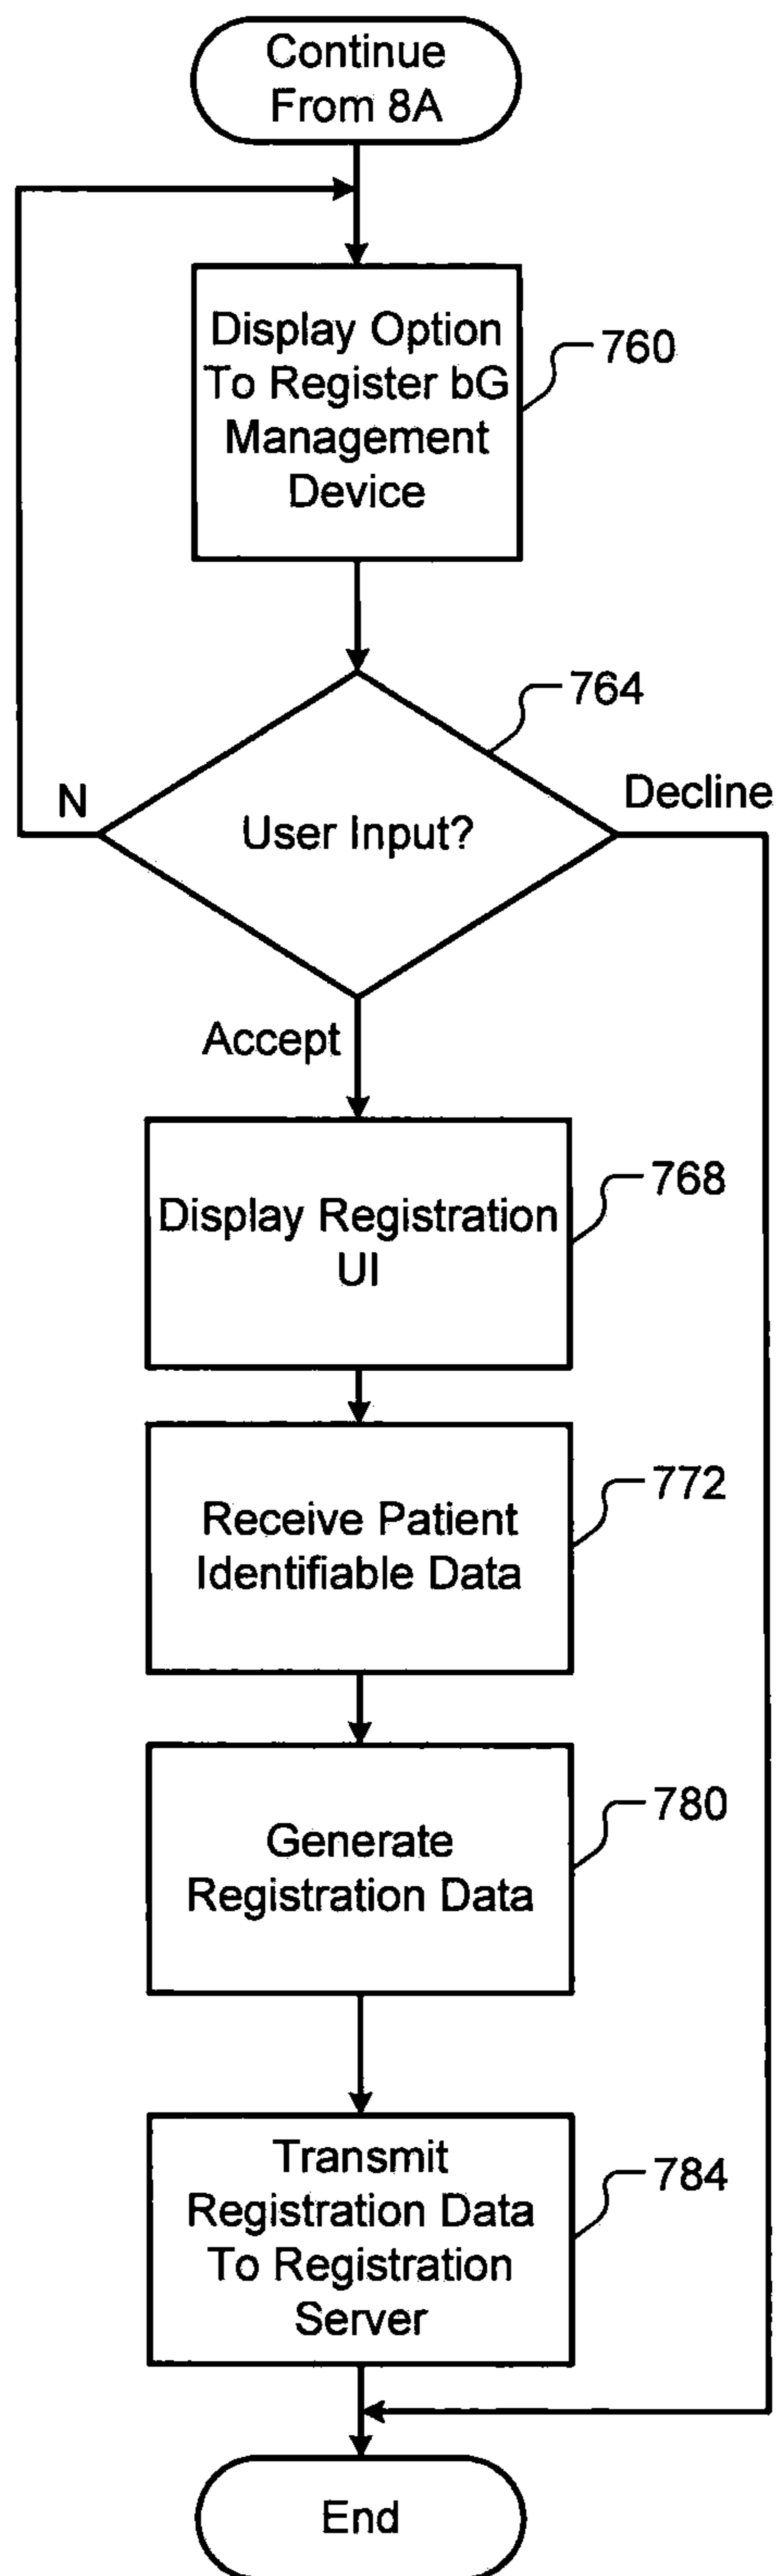 Continue
From 8A
Display Option
To Register bG
Management
Device
760
764
User Input?
N
Decline
Accept
Display Registration
UI
768
Receive Patient
Identifiable Data
772
Generate
Registration Data
780
Transmit
Registration Data
To Registration
Server
784
End